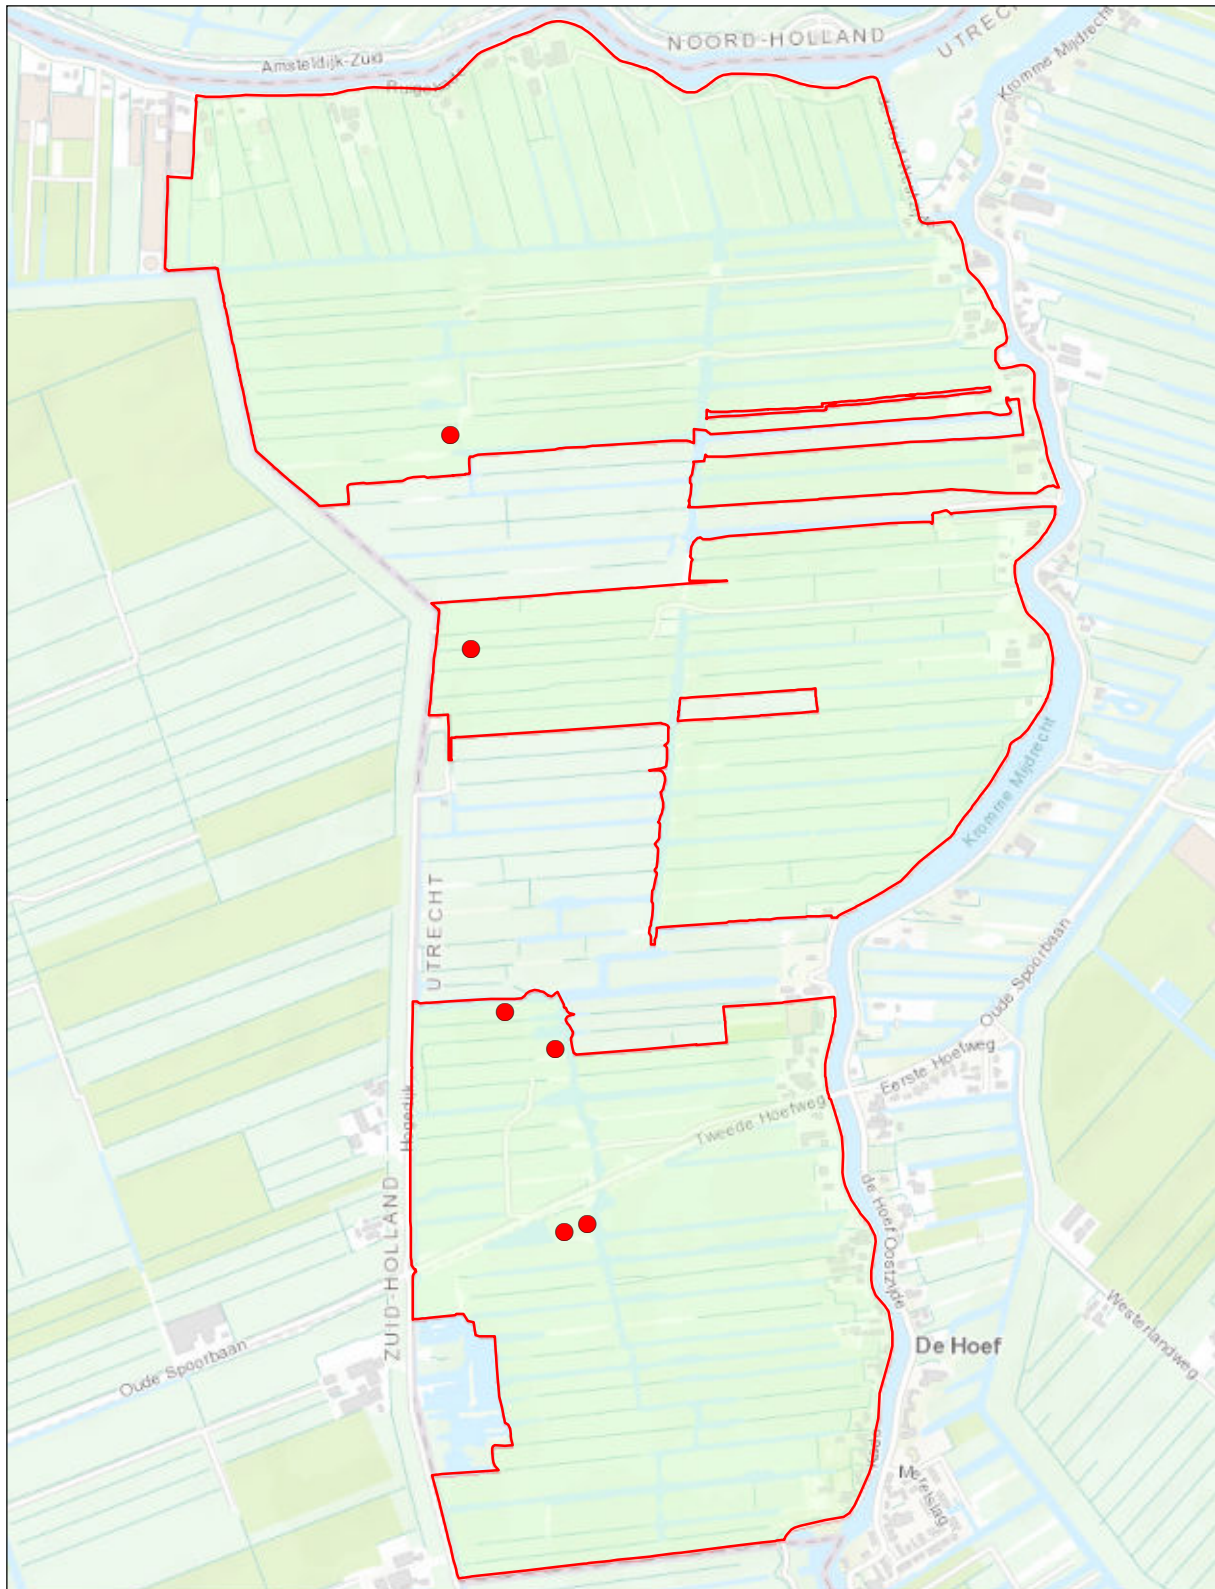 NOORD-HOLLAND
UTRECHT
Amsteldijk-Zuid
Kromme Mijdrecht
Kromme Mijdrecht
UTRECHT
Oude Spoorbaan
Eerste Hoefweg
Tweede Hoefweg
Hogedijk
ZUID-HOLLAND
de Hoef Oostzijde
Westerlandweg
De Hoef
Oude Spoorbaan
Merelslag